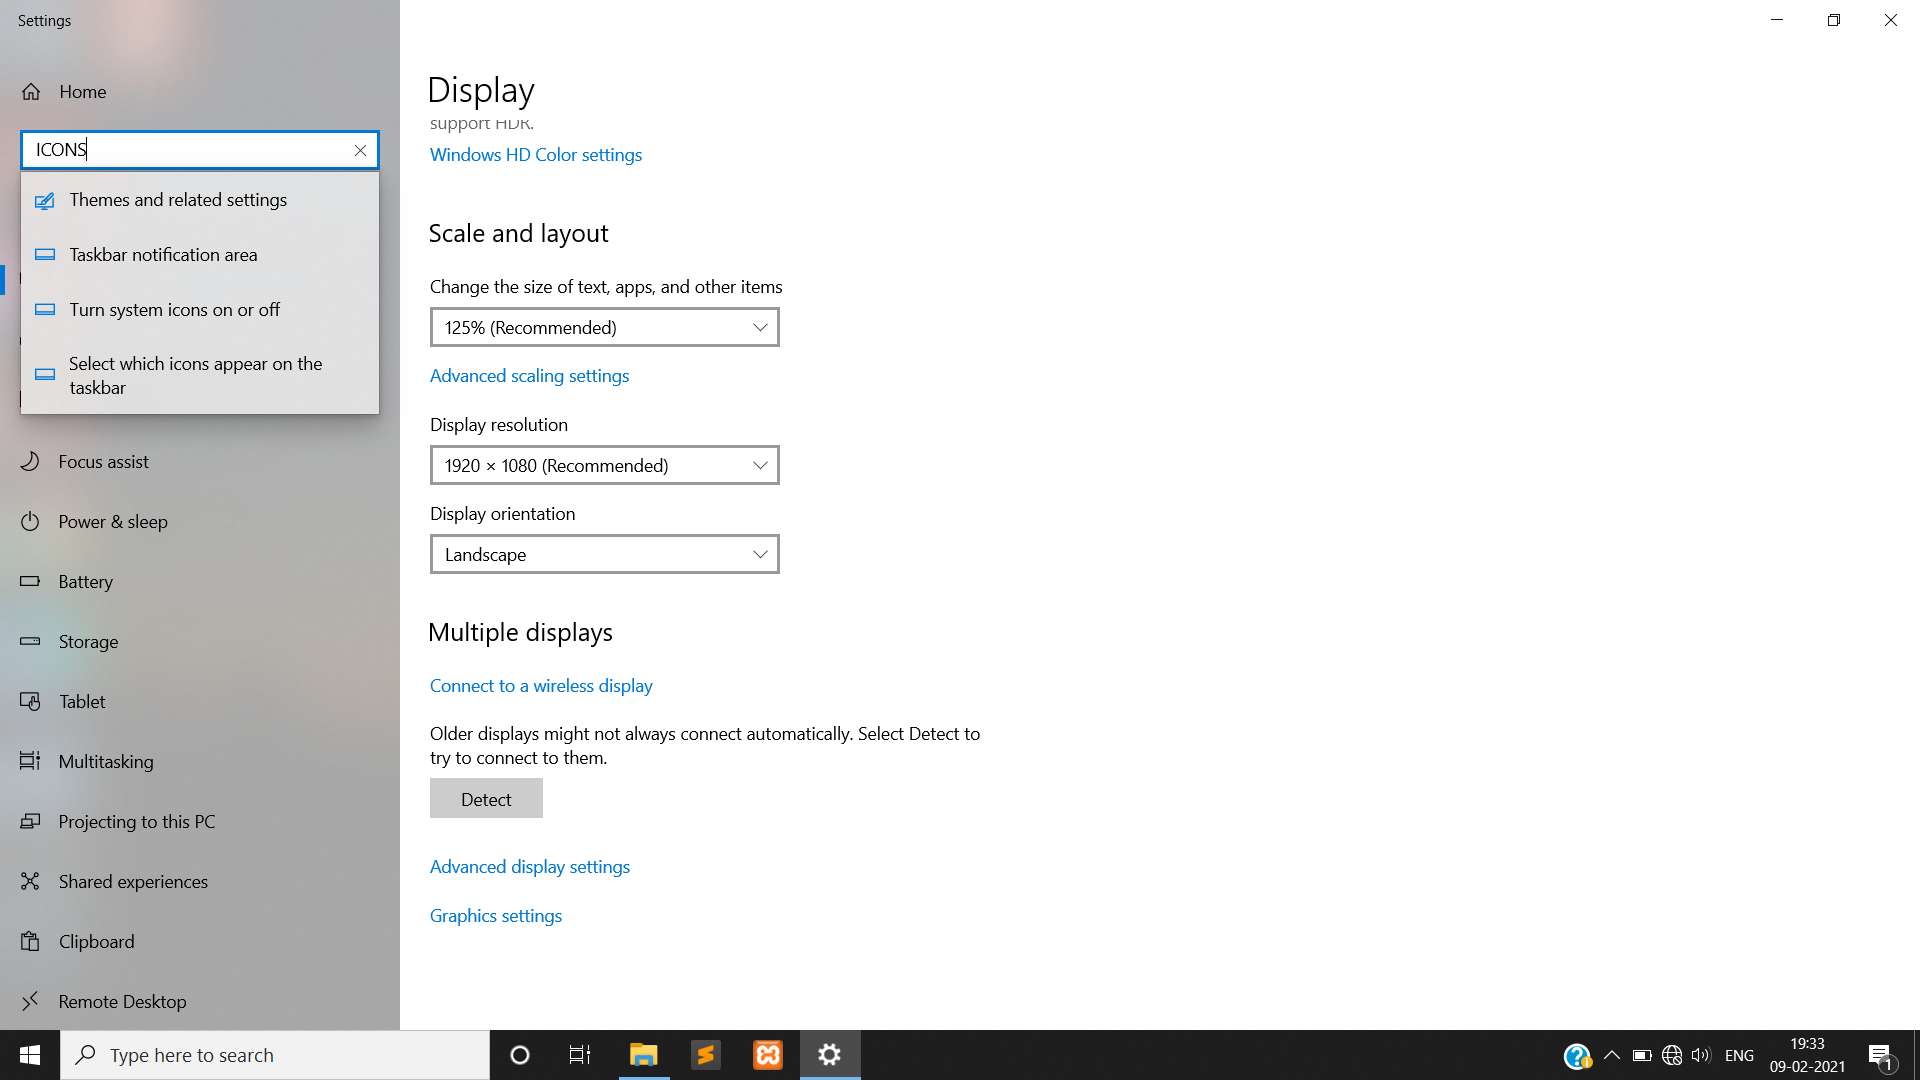 Settings
Home
ICONS
Themes and related settings
Taskbar notification area
Turn system icons on or off
Select which icons appear on the
taskbar
Focus assist
Power & sleep
Battery
Storage
Tablet
Multitasking
Projecting to this PC
Shared experiences
Clipboard
Remote Desktop
Display
support HDR.
Windows HD Color settings
Scale and layout
Change the size of text, apps, and other items
125% (Recommended)
Advanced scaling settings
Display resolution
1920 × 1080 (Recommended)
Display orientation
Landscape
Multiple displays
Connect to a wireless display
Older displays might not always connect automatically. Select Detect to
try to connect to them.
Detect
Advanced display settings
Graphics settings
Type here to search
ENG
19:33
09-02-2021
1